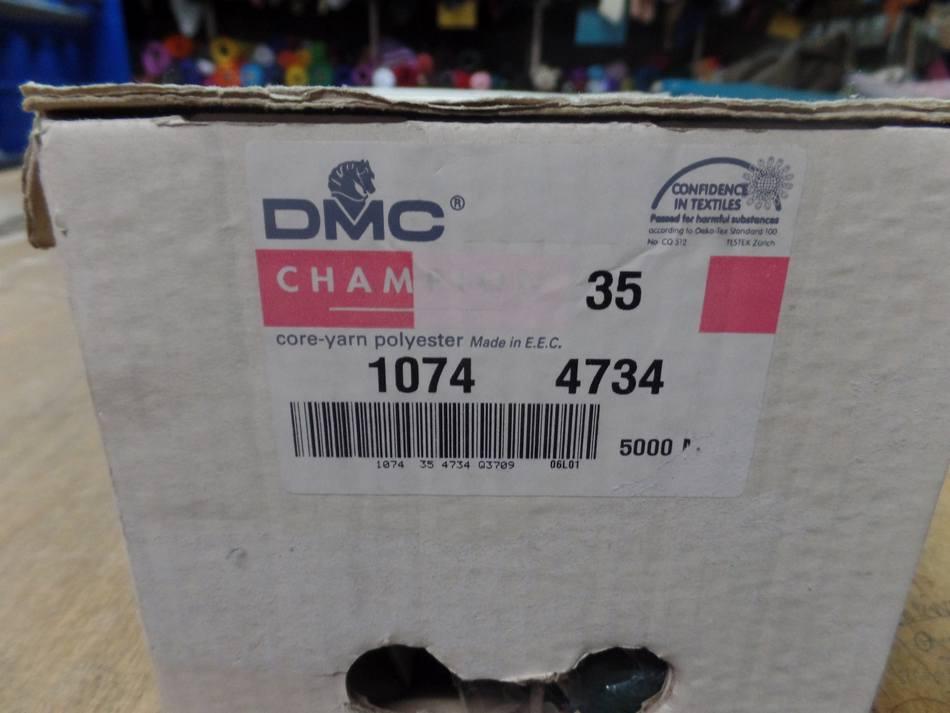 DMC®
CONFIDENCE
IN TEXTILES
Passed for harmful substances
according to Oeko-Tex Standard 100
No. CQ 512 TESTEX Zürich
CHAMPION 35
core-yarn polyester Made in E.E.C.
1074 4734
5000 M.
1074 35 4734 Q3709 06L01